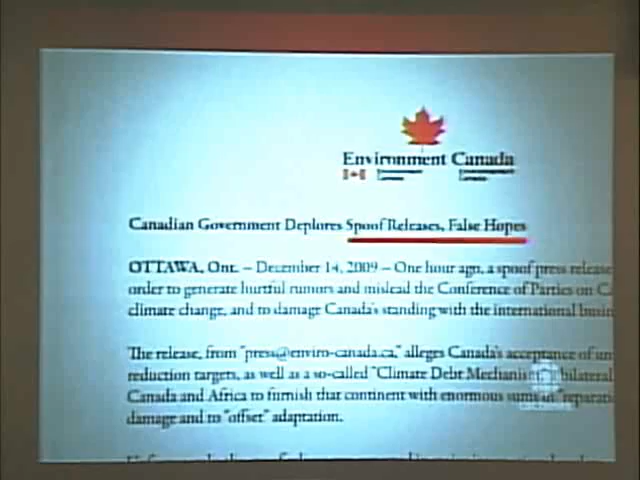 Environment Canada
Canadian Government Deplores Spoof Releases, False Hopes
OTTAWA, Ont. – December 14, 2009 – One hour ago, a spoof press release
order to generate hurtful rumors and mislead the Conference of Parties on
climate change, and to damage Canada's standing with the international
The release, from "press@enviro-canada.ca," alleges Canada's acceptance of
reduction targets, as well as a so-called "Climate Debt Mechanism," bilateral
Canada and Africa to furnish that continent with enormous sums in
damage and to "offset" adaptation.